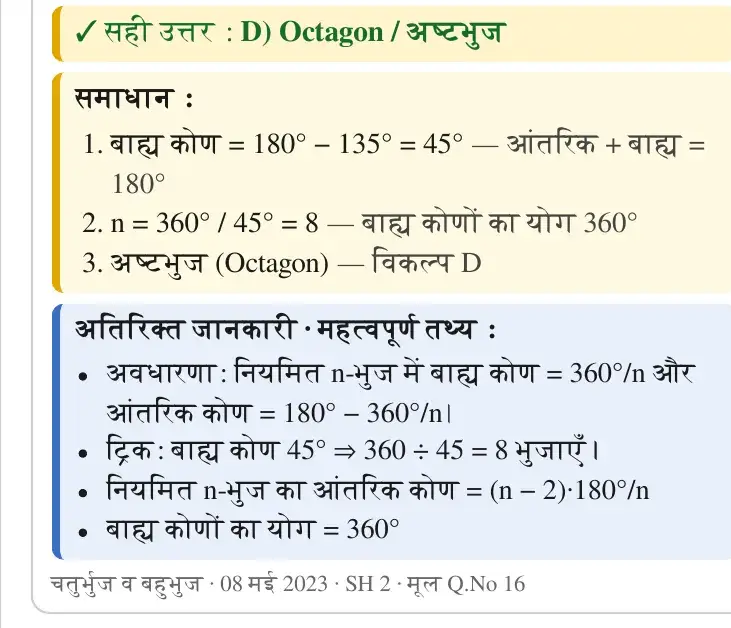 ✓ सही उत्तर : D) Octagon / अष्टभुज
समाधान :
1. बाह्य कोण = 180° − 135° = 45° — आंतरिक + बाह्य =
180°
2. n = 360° / 45° = 8 — बाह्य कोणों का योग 360°
3. अष्टभुज (Octagon) — विकल्प D
अतिरिक्त जानकारी · महत्वपूर्ण तथ्य :
• अवधारणा : नियमित n-भुज में बाह्य कोण = 360°/n और
आंतरिक कोण = 180° − 360°/n।
• ट्रिक : बाह्य कोण 45° ⇒ 360 ÷ 45 = 8 भुजाएँ।
• नियमित n-भुज का आंतरिक कोण = (n − 2)·180°/n
• बाह्य कोणों का योग = 360°
चतुर्भुज व बहुभुज · 08 मई 2023 · SH 2 · मूल Q.No 16